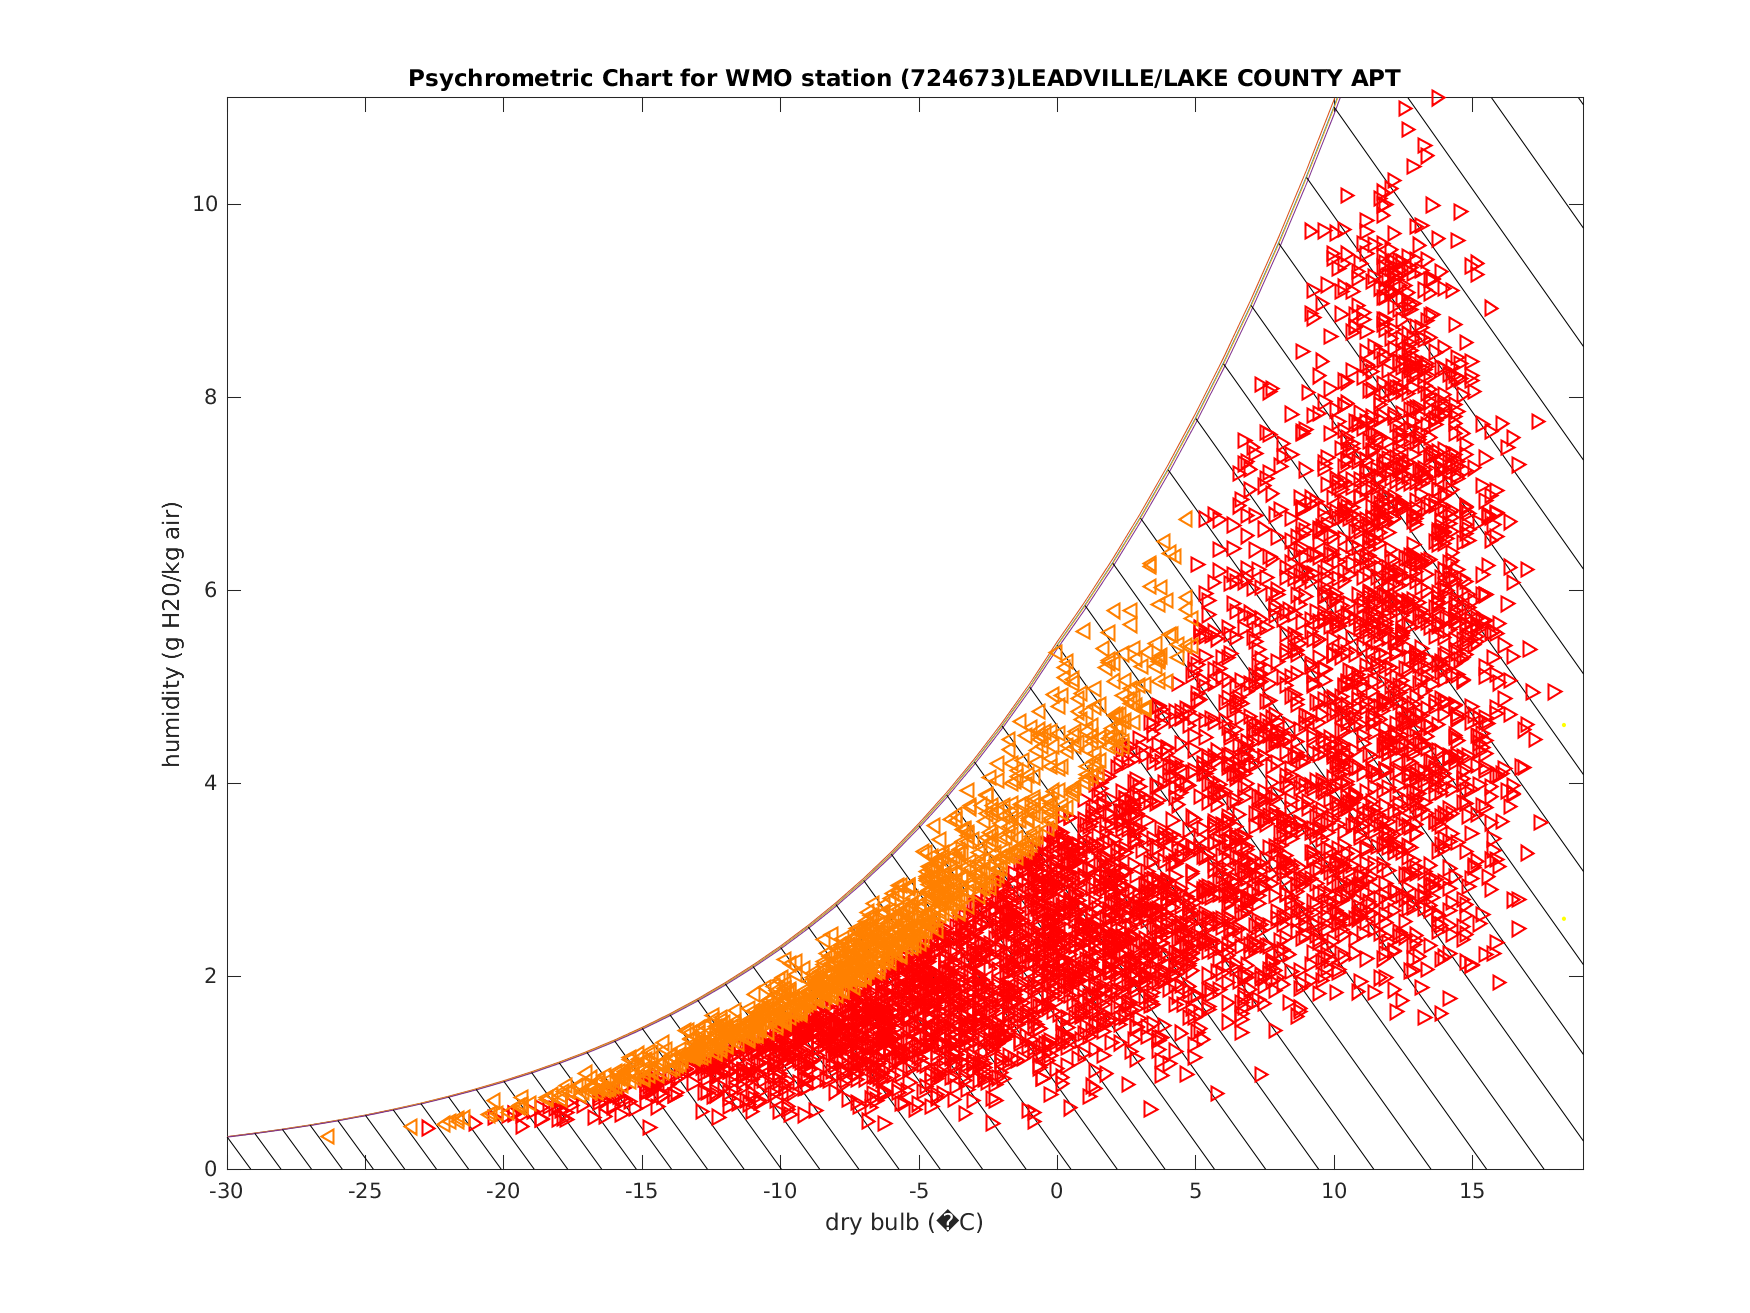 Psychrometric Chart for WMO station (724673)LEADVILLE/LAKE COUNTY APT
humidity (g H20/kg air)
10
8
6
4
2
0
-30 -25 -20 -15 -10 -5 0 5 10 15
dry bulb (�C)